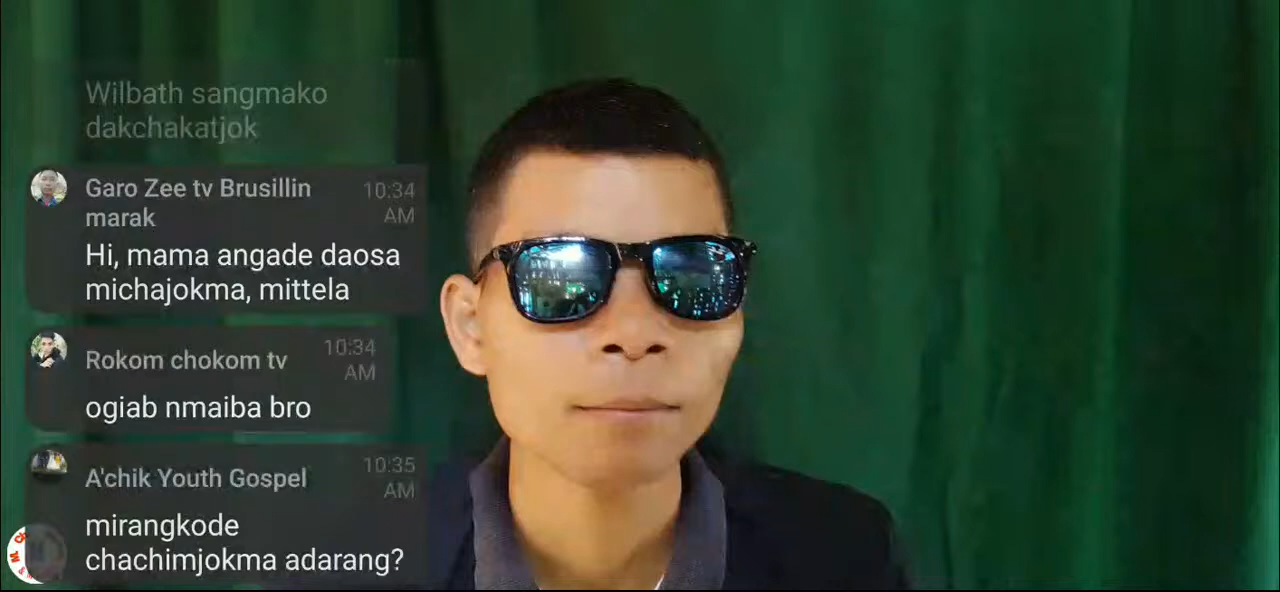 Wilbath sangmako
dakchakatjok
Garo Zee tv Brusillin
marak
10:34
AM
Hi, mama angade daosa
michajokma, mittela
Rokom chokom tv
10:34
AM
ogiab nmaiba bro
A'chik Youth Gospel
10:35
AM
mirangkode
chachimjokma adarang?